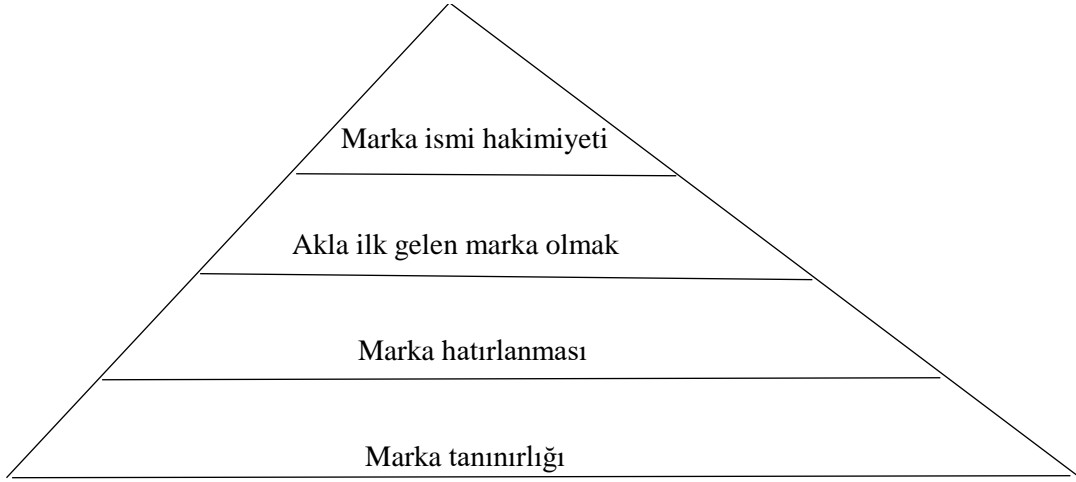 Marka ismi hakimiyeti
Akla ilk gelen marka olmak
Marka hatırlanması
Marka tanınırlığı